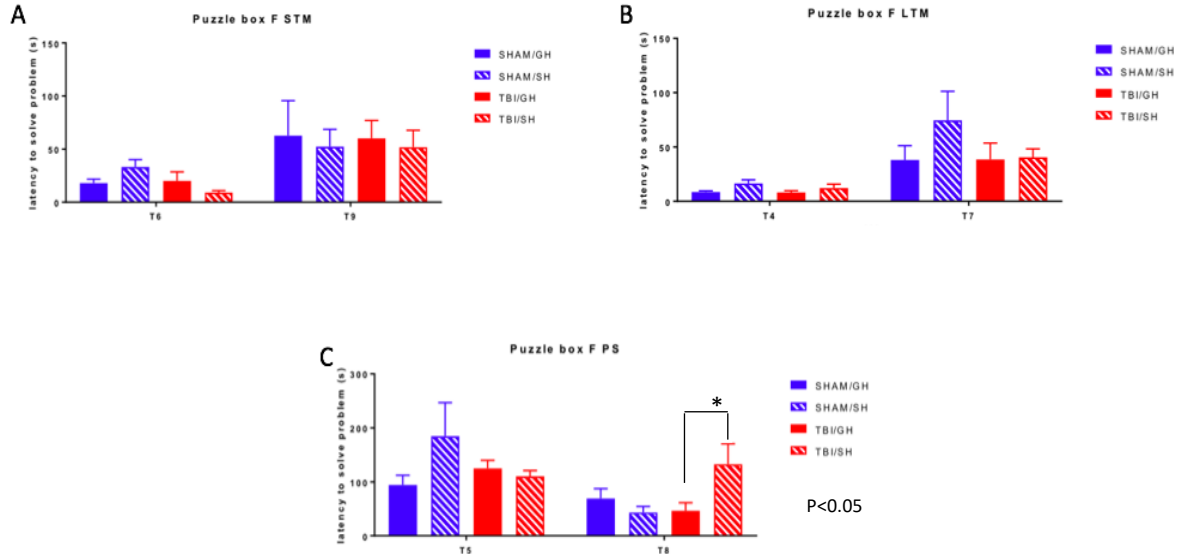 A
Puzzle box F STM
latency to solve problem (s)
150
100
50
0
T6
T9
SHAM/GH
SHAM/SH
TBI/GH
TBI/SH
B
Puzzle box F LTM
latency to solve problem (s)
150
100
50
0
T4
T7
SHAM/GH
SHAM/SH
TBI/GH
TBI/SH
C
Puzzle box F PS
latency to solve problem (s)
300
200
100
0
T5
T8
*
SHAM/GH
SHAM/SH
TBI/GH
TBI/SH
P<0.05